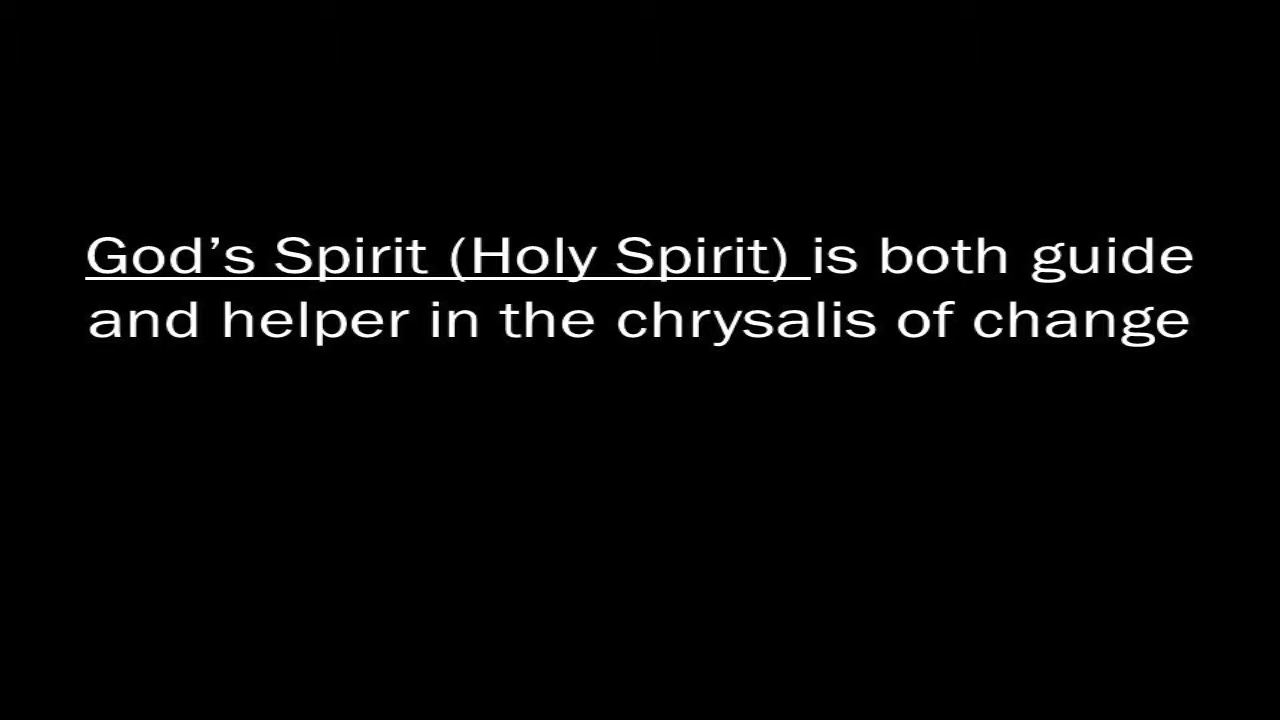 God’s Spirit (Holy Spirit) is both guide
and helper in the chrysalis of change